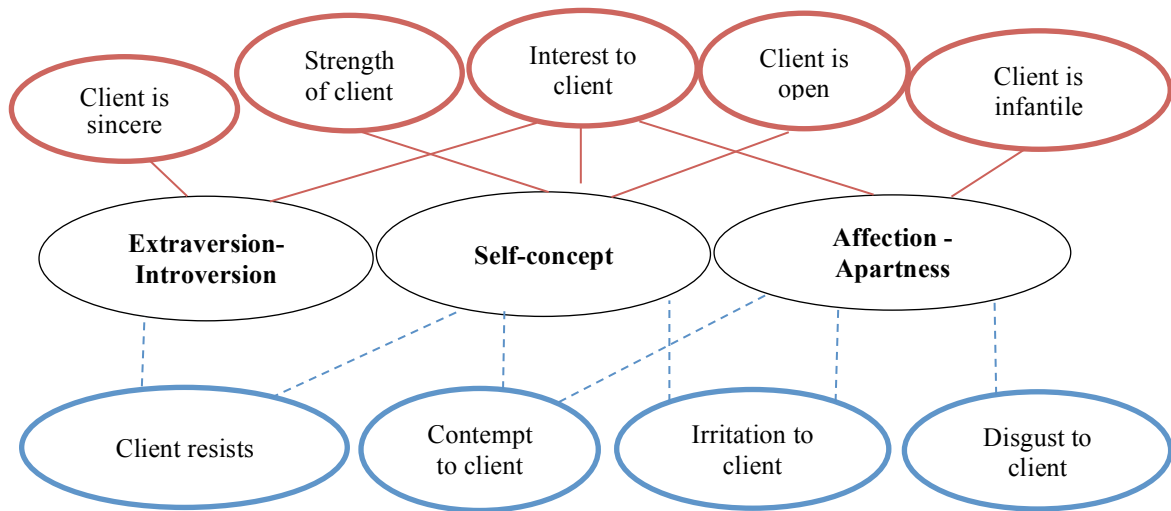 Client is
sincere
Strength
of client
Interest to
client
Client is
open
Client is
infantile
Extraversion-
Introversion
Self-concept
Affection -
Apartness
Client resists
Contempt
to client
Irritation to
client
Disgust to
client